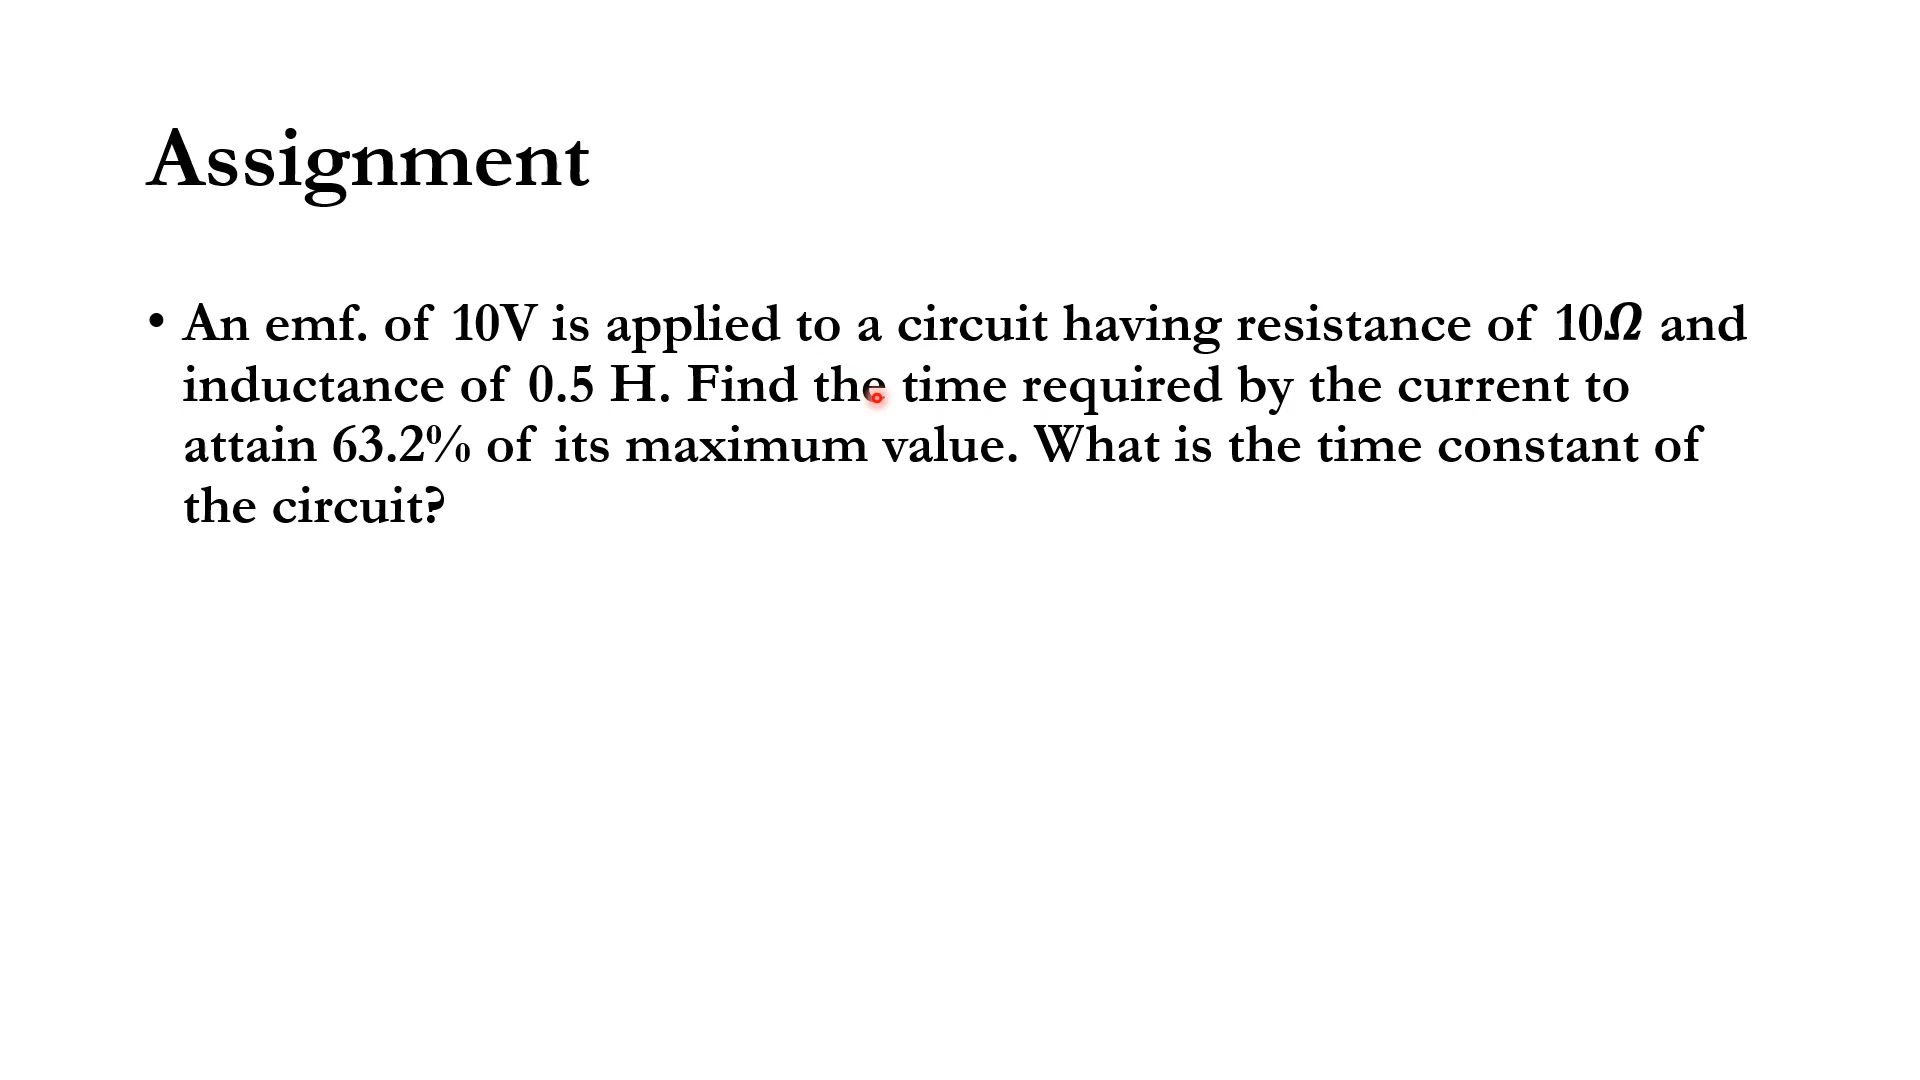 Assignment
• An emf. of 10V is applied to a circuit having resistance of 10Ω and
inductance of 0.5 H. Find the time required by the current to
attain 63.2% of its maximum value. What is the time constant of
the circuit?